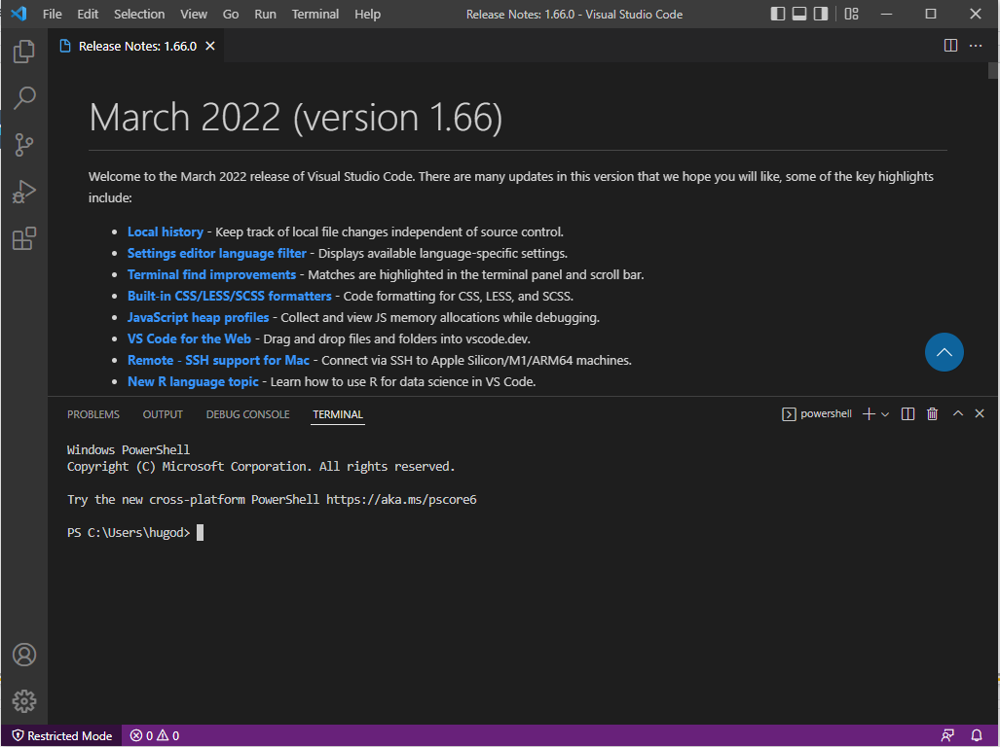 File Edit Selection View Go Run Terminal Help Release Notes: 1.66.0 - Visual Studio Code
Release Notes: 1.66.0
March 2022 (version 1.66)
Welcome to the March 2022 release of Visual Studio Code. There are many updates in this version that we hope you will like, some of the key highlights
include:
• Local history - Keep track of local file changes independent of source control.
• Settings editor language filter - Displays available language-specific settings.
• Terminal find improvements - Matches are highlighted in the terminal panel and scroll bar.
• Built-in CSS/LESS/SCSS formatters - Code formatting for CSS, LESS, and SCSS.
• JavaScript heap profiles - Collect and view JS memory allocations while debugging.
• VS Code for the Web - Drag and drop files and folders into vscode.dev.
• Remote - SSH support for Mac - Connect via SSH to Apple Silicon/M1/ARM64 machines.
• New R language topic - Learn how to use R for data science in VS Code.
PROBLEMS OUTPUT DEBUG CONSOLE TERMINAL powershell
Windows PowerShell
Copyright (C) Microsoft Corporation. All rights reserved.
Try the new cross-platform PowerShell https://aka.ms/pscore6
PS C:\Users\hugod>
Restricted Mode 0 0